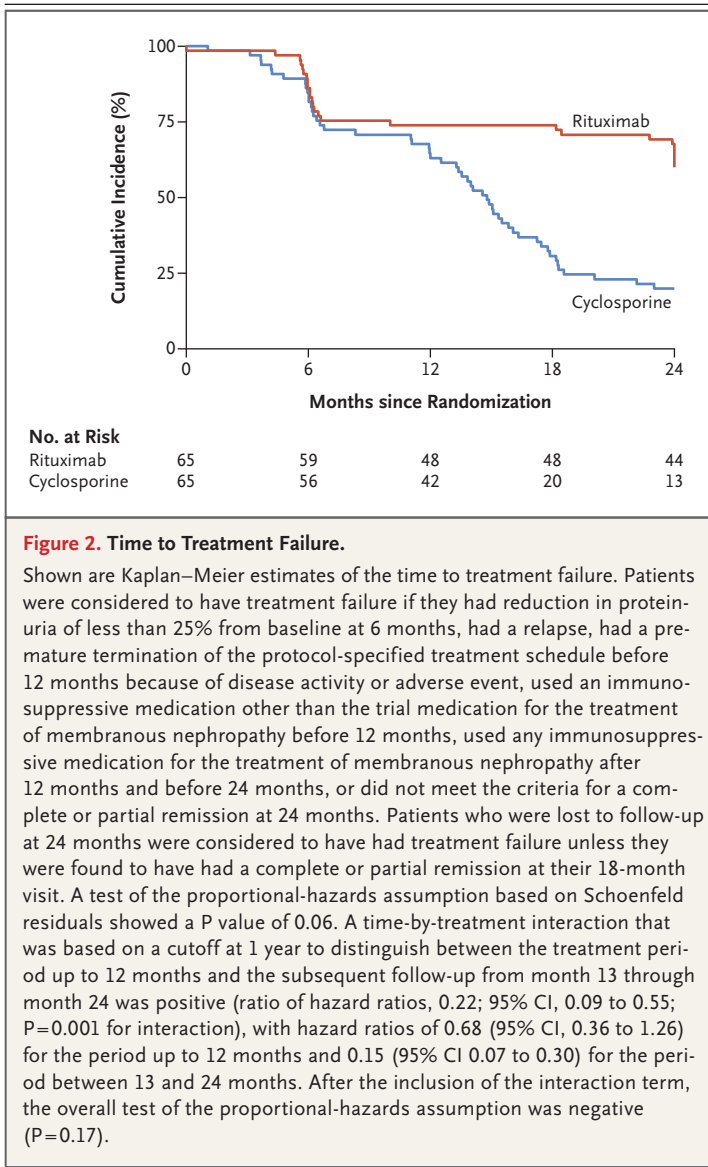 100
75
50
25
0
Cumulative Incidence (%)
Rituximab
Cyclosporine
0 6 12 18 24
Months since Randomization
No. at Risk
Rituximab 65 59 48 48 44
Cyclosporine 65 56 42 20 13
Figure 2. Time to Treatment Failure.
Shown are Kaplan–Meier estimates of the time to treatment failure. Patients
were considered to have treatment failure if they had reduction in protein-
uria of less than 25% from baseline at 6 months, had a relapse, had a pre-
mature termination of the protocol-specified treatment schedule before
12 months because of disease activity or adverse event, used an immuno-
suppressive medication other than the trial medication for the treatment
of membranous nephropathy before 12 months, used any immunosuppres-
sive medication for the treatment of membranous nephropathy after
12 months and before 24 months, or did not meet the criteria for a com-
plete or partial remission at 24 months. Patients who were lost to follow-up
at 24 months were considered to have had treatment failure unless they
were found to have had a complete or partial remission at their 18-month
visit. A test of the proportional-hazards assumption based on Schoenfeld
residuals showed a P value of 0.06. A time-by-treatment interaction that
was based on a cutoff at 1 year to distinguish between the treatment peri-
od up to 12 months and the subsequent follow-up from month 13 through
month 24 was positive (ratio of hazard ratios, 0.22; 95% CI, 0.09 to 0.55;
P=0.001 for interaction), with hazard ratios of 0.68 (95% CI, 0.36 to 1.26)
for the period up to 12 months and 0.15 (95% CI 0.07 to 0.30) for the peri-
od between 13 and 24 months. After the inclusion of the interaction term,
the overall test of the proportional-hazards assumption was negative
(P=0.17).